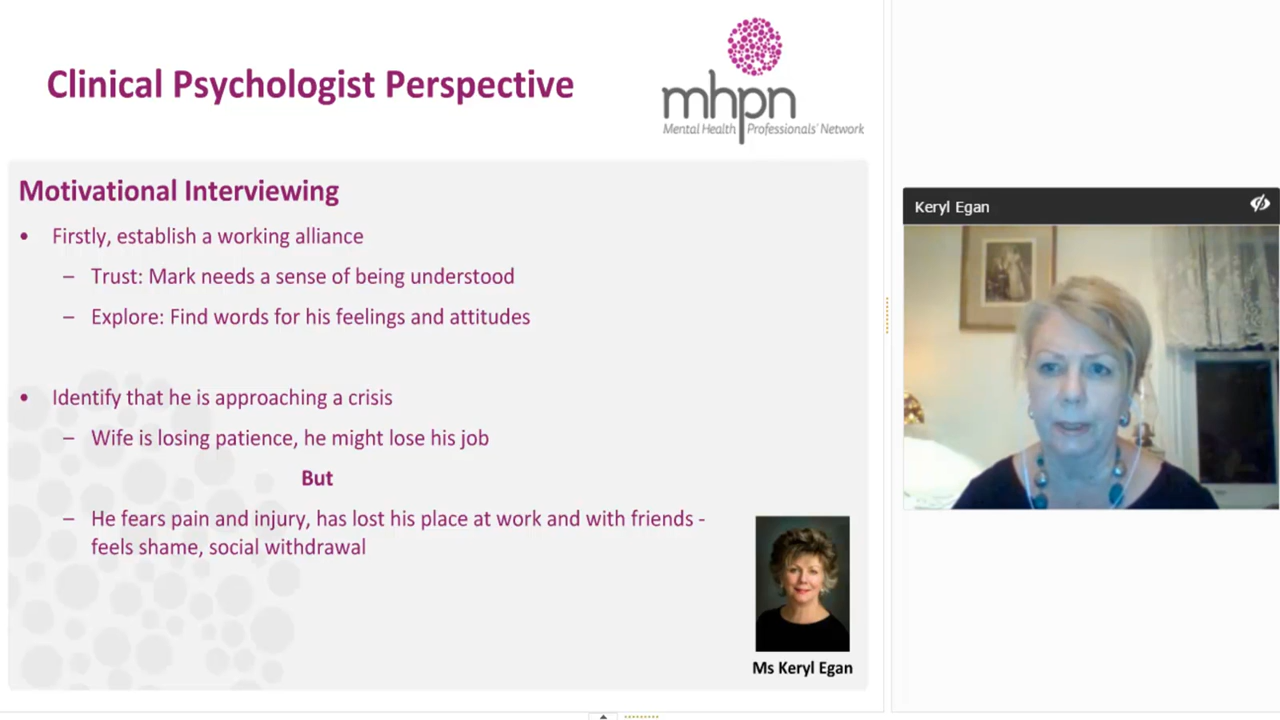 Clinical Psychologist Perspective
mhpn
Mental Health Professionals' Network
Motivational Interviewing
• Firstly, establish a working alliance
– Trust: Mark needs a sense of being understood
– Explore: Find words for his feelings and attitudes
• Identify that he is approaching a crisis
– Wife is losing patience, he might lose his job
But
– He fears pain and injury, has lost his place at work and with friends -
feels shame, social withdrawal
Ms Keryl Egan
Keryl Egan